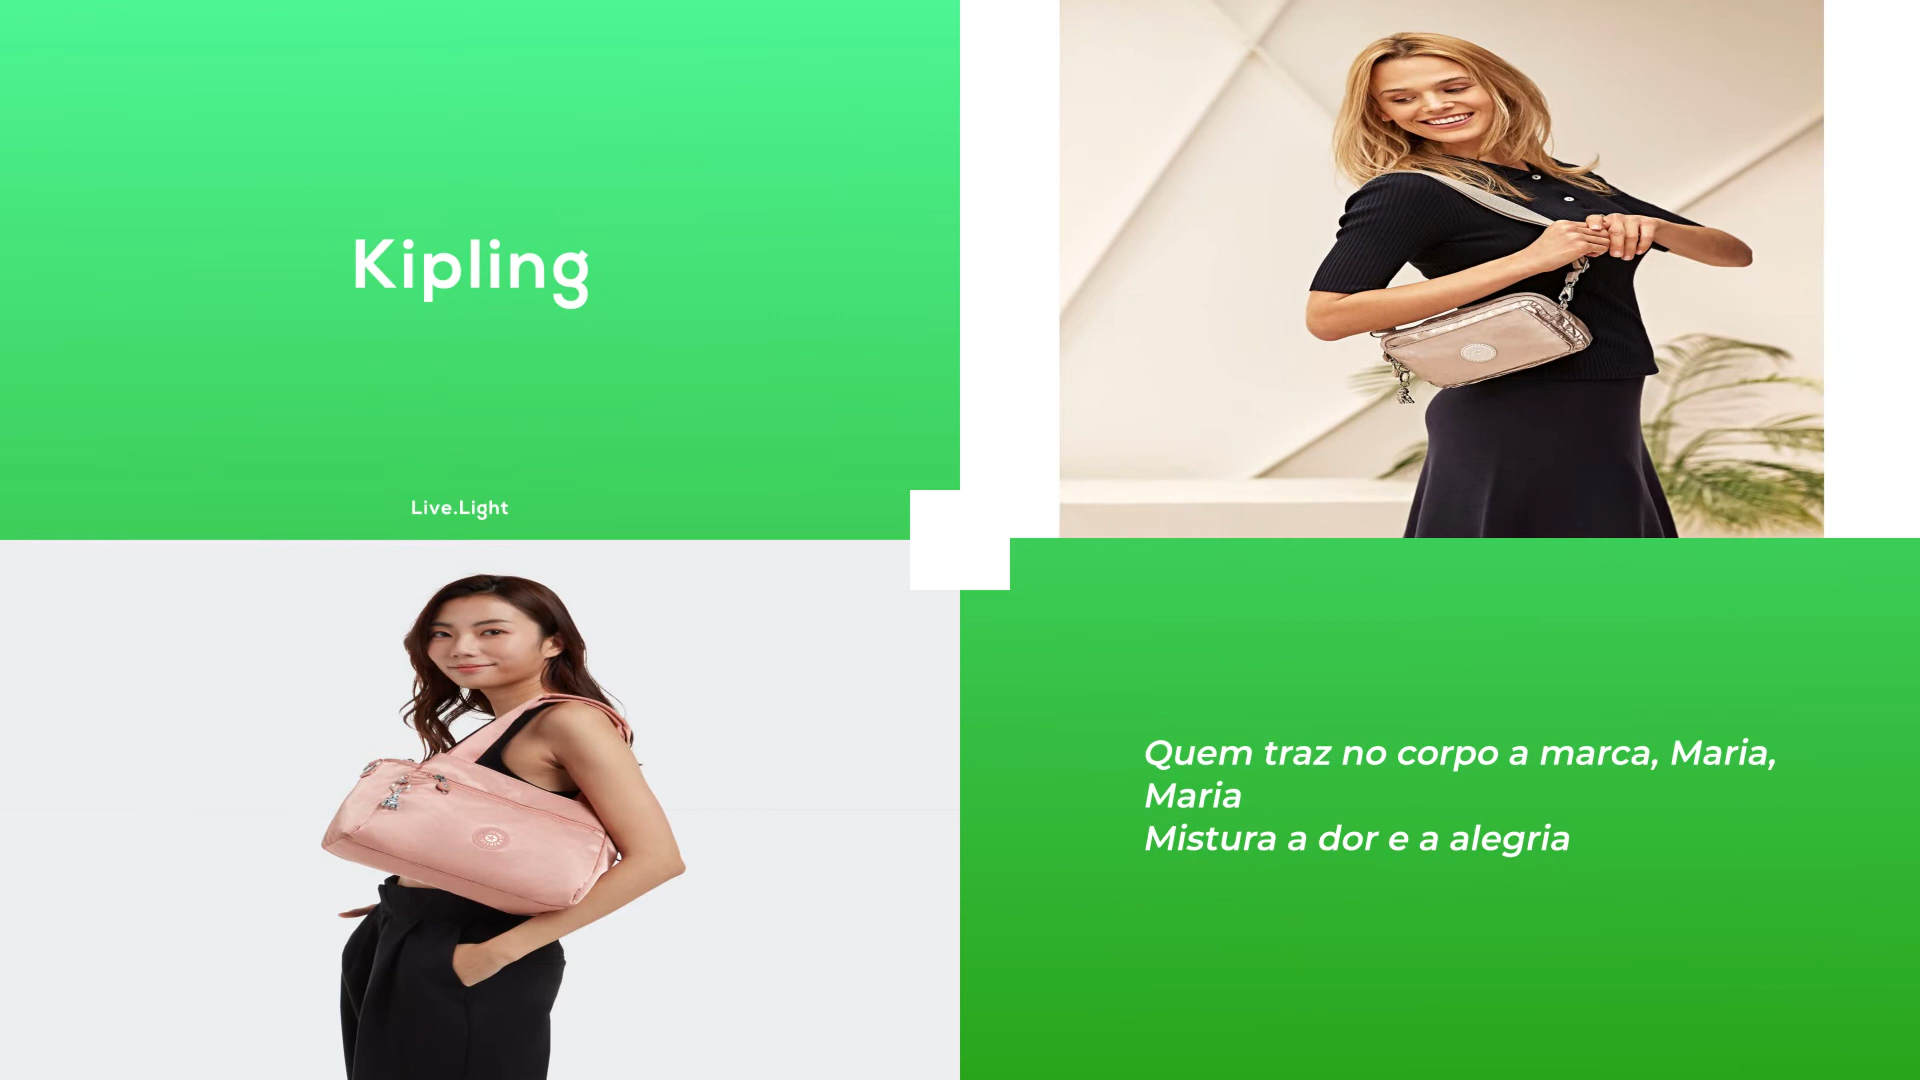 Kipling
Live.Light
Quem traz no corpo a marca, Maria,
Maria
Mistura a dor e a alegria